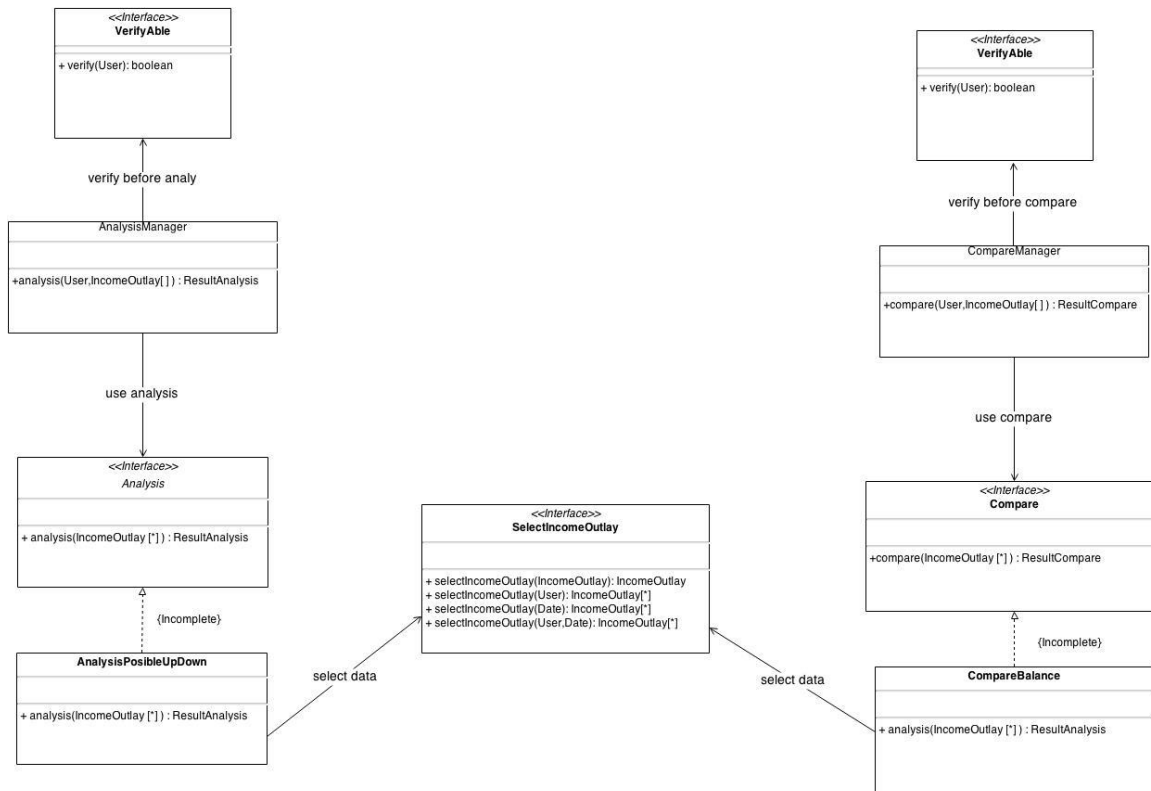 <<Interface>>
VerifyAble
+ verify(User): boolean
verify before analy
AnalysisManager
+analysis(User,IncomeOutlay[ ] ) : ResultAnalysis
use analysis
<<Interface>>
Analysis
+ analysis(IncomeOutlay [*] ) : ResultAnalysis
{Incomplete}
AnalysisPosibleUpDown
+ analysis(IncomeOutlay [*] ) : ResultAnalysis
select data
<<Interface>>
SelectIncomeOutlay
+ selectIncomeOutlay(IncomeOutlay): IncomeOutlay
+ selectIncomeOutlay(User): IncomeOutlay[*]
+ selectIncomeOutlay(Date): IncomeOutlay[*]
+ selectIncomeOutlay(User,Date): IncomeOutlay[*]
select data
<<Interface>>
VerifyAble
+ verify(User): boolean
verify before compare
CompareManager
+compare(User,IncomeOutlay[ ] ) : ResultCompare
use compare
<<Interface>>
Compare
+compare(IncomeOutlay [*] ) : ResultCompare
{Incomplete}
CompareBalance
+ analysis(IncomeOutlay [*] ) : ResultAnalysis